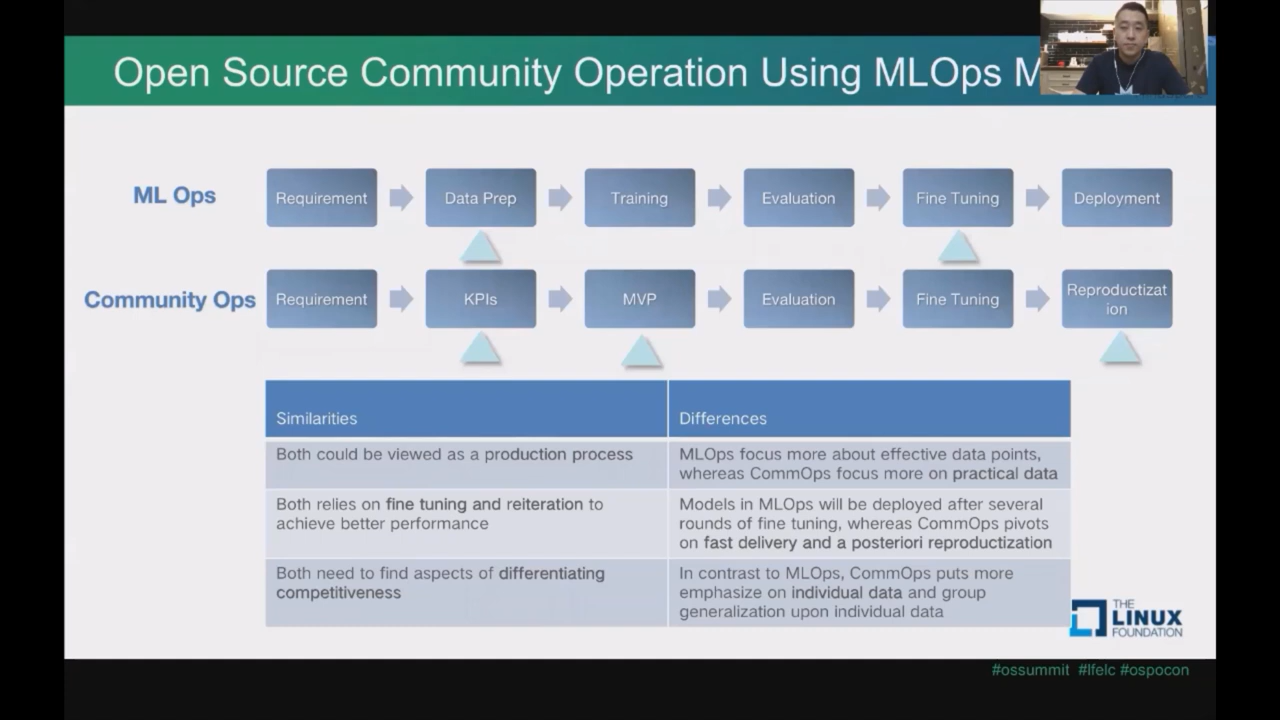 Open Source Community Operation Using MLOps M
ML Ops
Requirement
Data Prep
Training
Evaluation
Fine Tuning
Deployment
Community Ops
Requirement
KPIs
MVP
Evaluation
Fine Tuning
Reproductizat
ion
Similarities
Differences
Both could be viewed as a production process
MLOps focus more about effective data points,
whereas CommOps focus more on practical data
Both relies on fine tuning and reiteration to
achieve better performance
Models in MLOps will be deployed after several
rounds of fine tuning, whereas CommOps pivots
on fast delivery and a posteriori reproductization
Both need to find aspects of differentiating
competitiveness
In contrast to MLOps, CommOps puts more
emphasize on individual data and group
generalization upon individual data
THE
LINUX
FOUNDATION
#ossummit #lfelc #ospocon